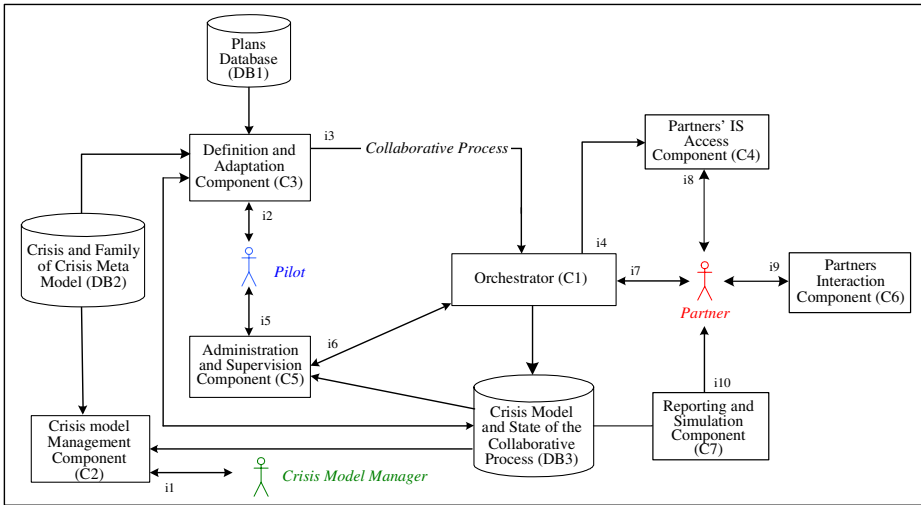 Plans
Database
(DB1)
i3
Definition and
Adaptation
Component (C3)
Collaborative Process
Partners' IS
Access
Component (C4)
i8
i2
Crisis and Family
of Crisis Meta
Model (DB2)
Pilot
i4
Orchestrator (C1)
i7
Partner
i9
Partners
Interaction
Component (C6)
i5
i6
Administration
and Supervision
Component (C5)
i10
Crisis model
Management
Component
(C2)
Crisis Model
and State of the
Collaborative
Process (DB3)
Reporting and
Simulation
Component
(C7)
i1
Crisis Model Manager